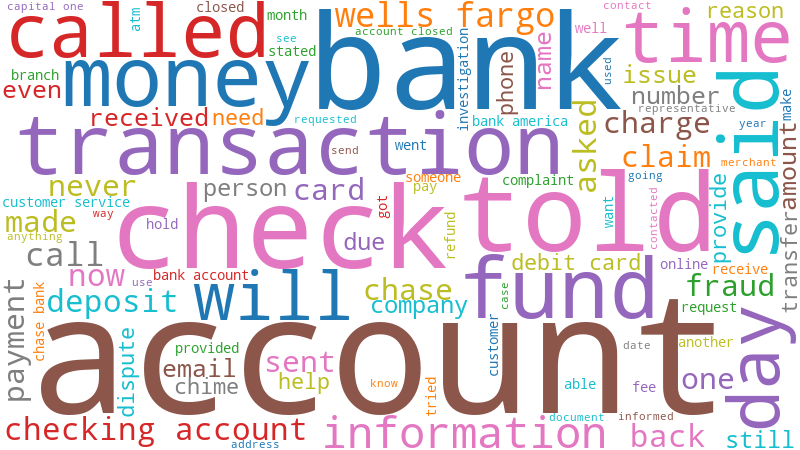 capital one
closed
atm
month
called
wells fargo
contact
reason
see
stated
account closed
well
time
branch
even
money
bank
investigation
phone
name
used
issue
number
make
received
need
requested
bank america
representative
charge
year
said
amount
transaction
send
went
asked
claim
merchant
never
person
card
someone
pay
complaint
going
customer service
way
made
anything
hold
check
got
told
want
contacted
provide
transfer
call
due
refund
now
use
bank account
will
fund
debit card
online
receive
chase
company
fraud
request
payment
chase bank
deposit
case
customer
day
account
provided
sent
dispute
email
chime
help
know
tried
able
fee
date
another
one
document
informed
checking account
address
information
back
still